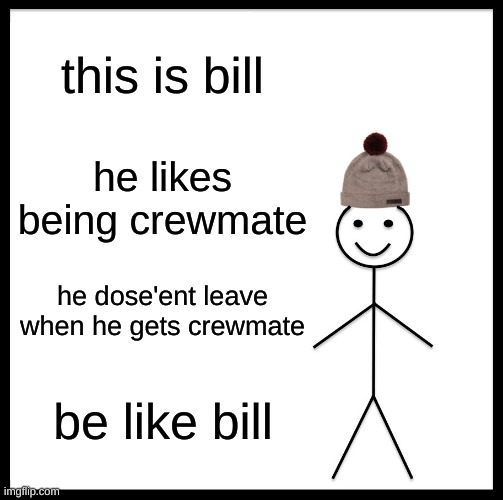 this is bill
he likes
being crewmate
he dose'ent leave
when he gets crewmate
be like bill
imgflip.com